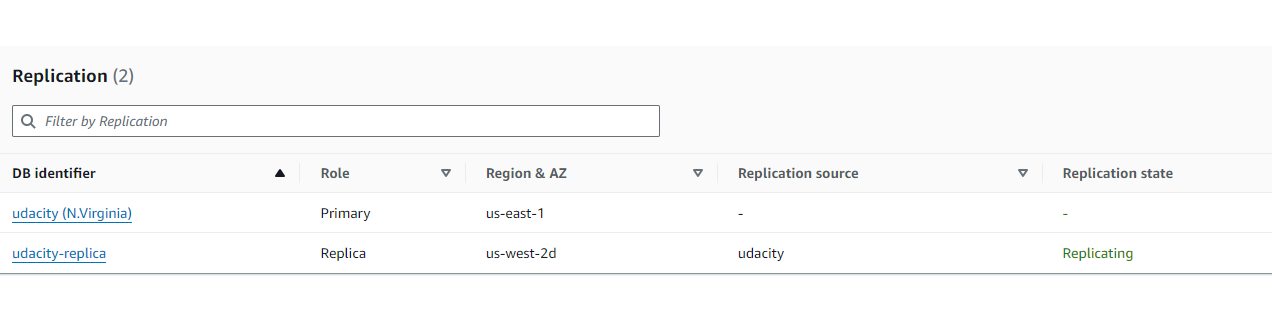 Replication (2)
Filter by Replication
DB identifier Role Region & AZ Replication source Replication state
udacity (N.Virginia) Primary us-east-1 - -
udacity-replica Replica us-west-2d udacity Replicating